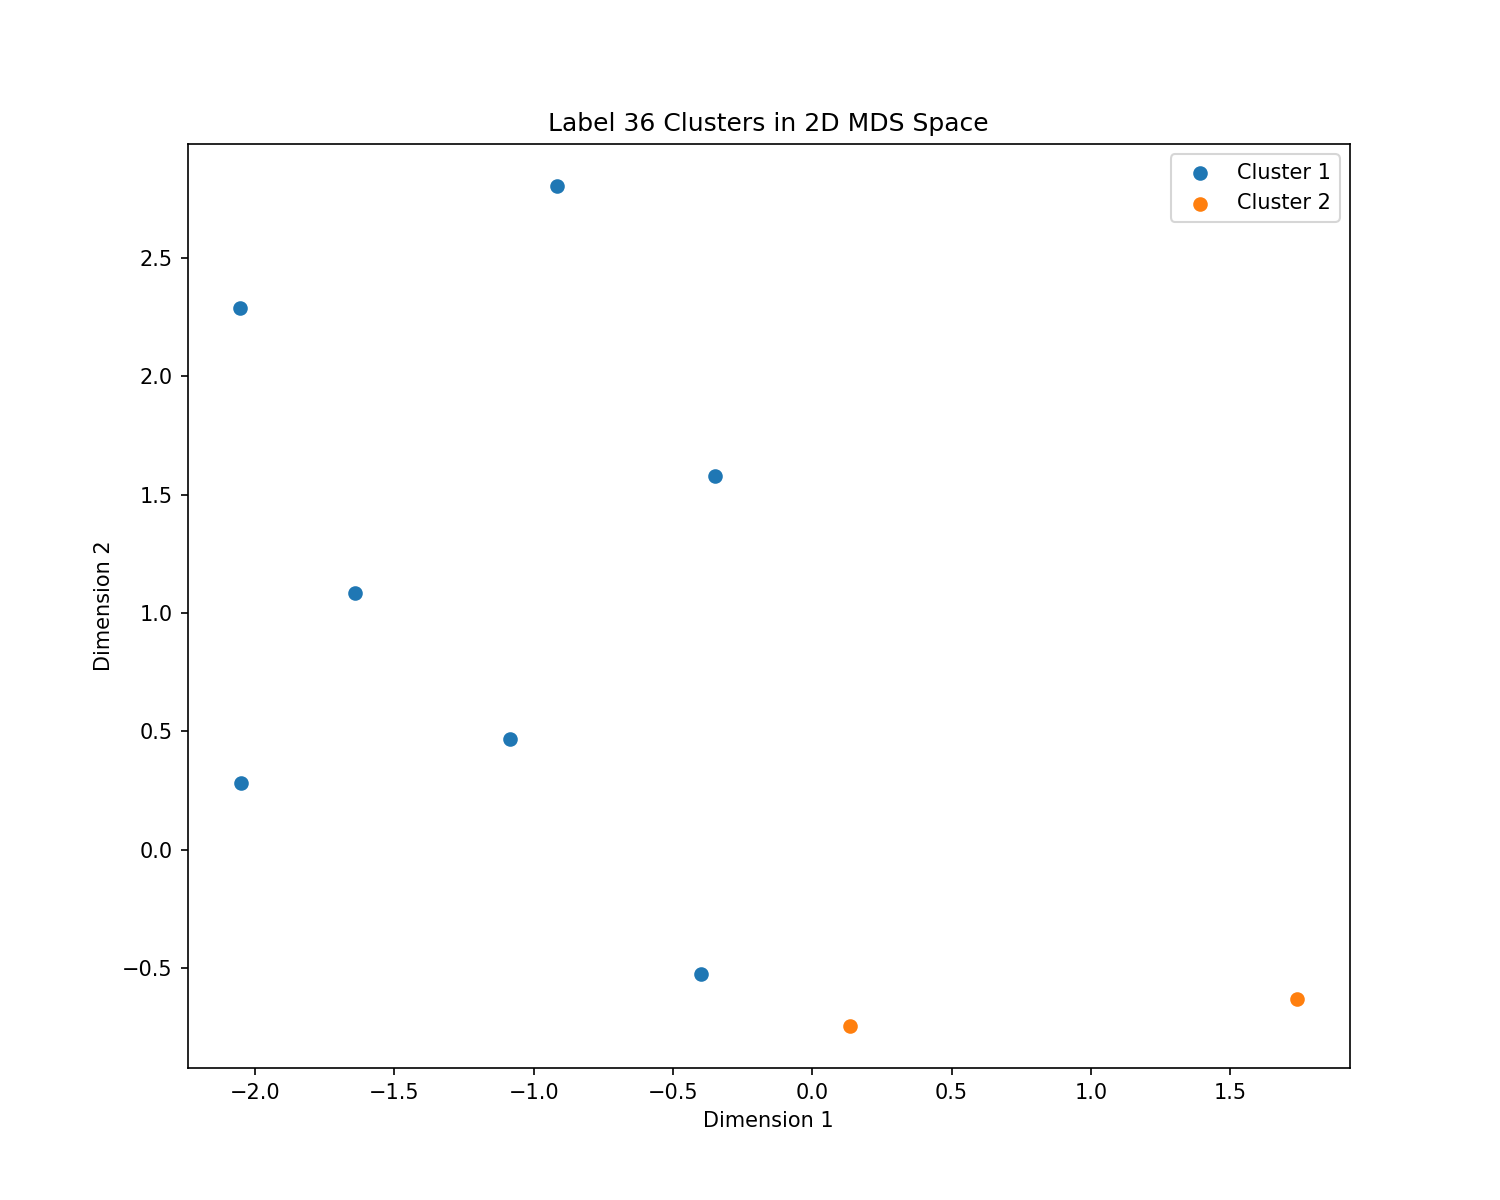 Label 36 Clusters in 2D MDS Space
Cluster 1
Cluster 2
Dimension 2
2.5
2.0
1.5
1.0
0.5
0.0
−0.5
−2.0 −1.5 −1.0 −0.5 0.0 0.5 1.0 1.5
Dimension 1